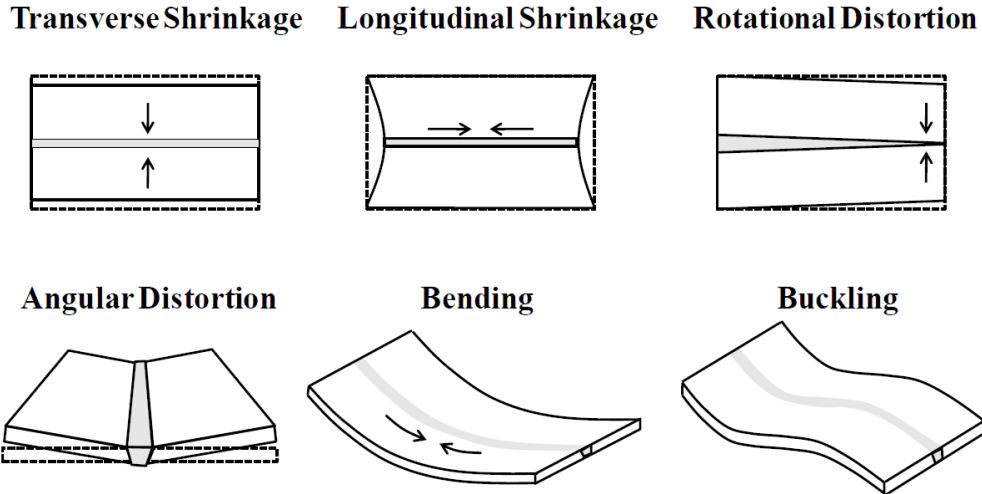 Transverse Shrinkage
Longitudinal Shrinkage
Rotational Distortion
Angular Distortion
Bending
Buckling